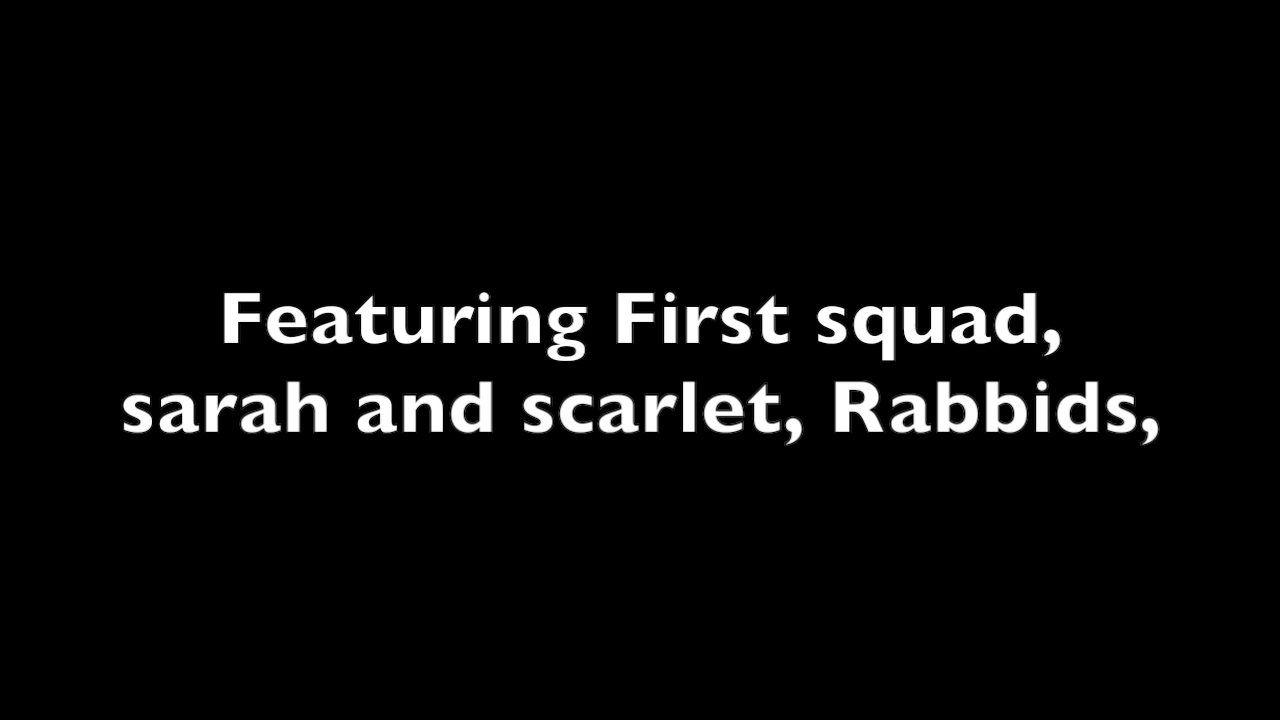 Featuring First squad,
sarah and scarlet, Rabbids,